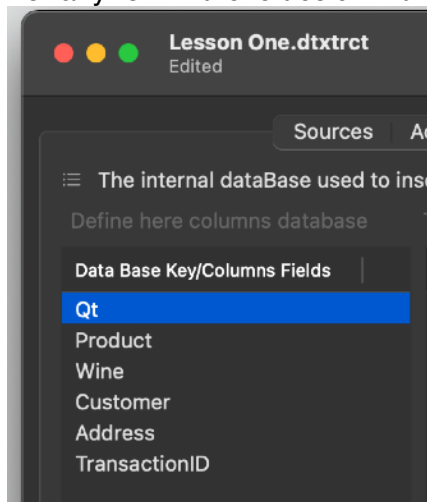 Lesson One.dtxtrct
Edited
Sources
The internal dataBase used to
Define here columns database
Data Base Key/Columns Fields
Qt
Product
Wine
Customer
Address
TransactionID